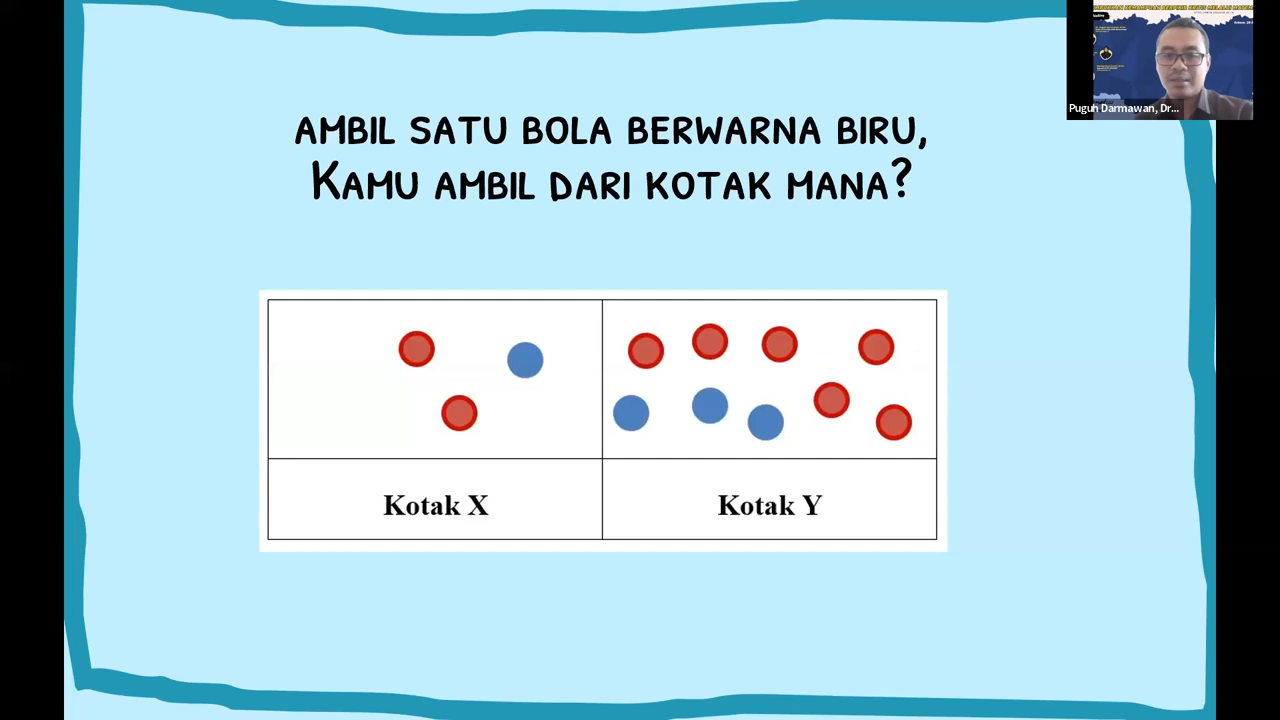 AMBIL SATU BOLA BERWARNA BIRU,
KAMU AMBIL DARI KOTAK MANA?
Kotak X
Kotak Y
Puguh Darmawan, Dr...